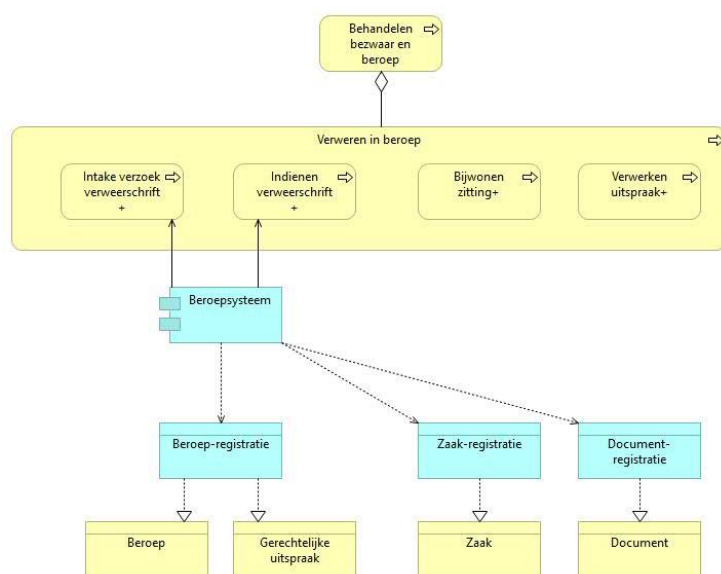 Behandelen
bezwaar en
beroep
Verweren in beroep
Intake verzoek
verweerschrift
+
Indienen
verweerschrift
+
Bijwonen
zitting+
Verwerken
uitspraak+
Beroepsysteem
Beroep-registratie
Zaak-registratie
Document-
registratie
Beroep
Gerechtelijke
uitspraak
Zaak
Document